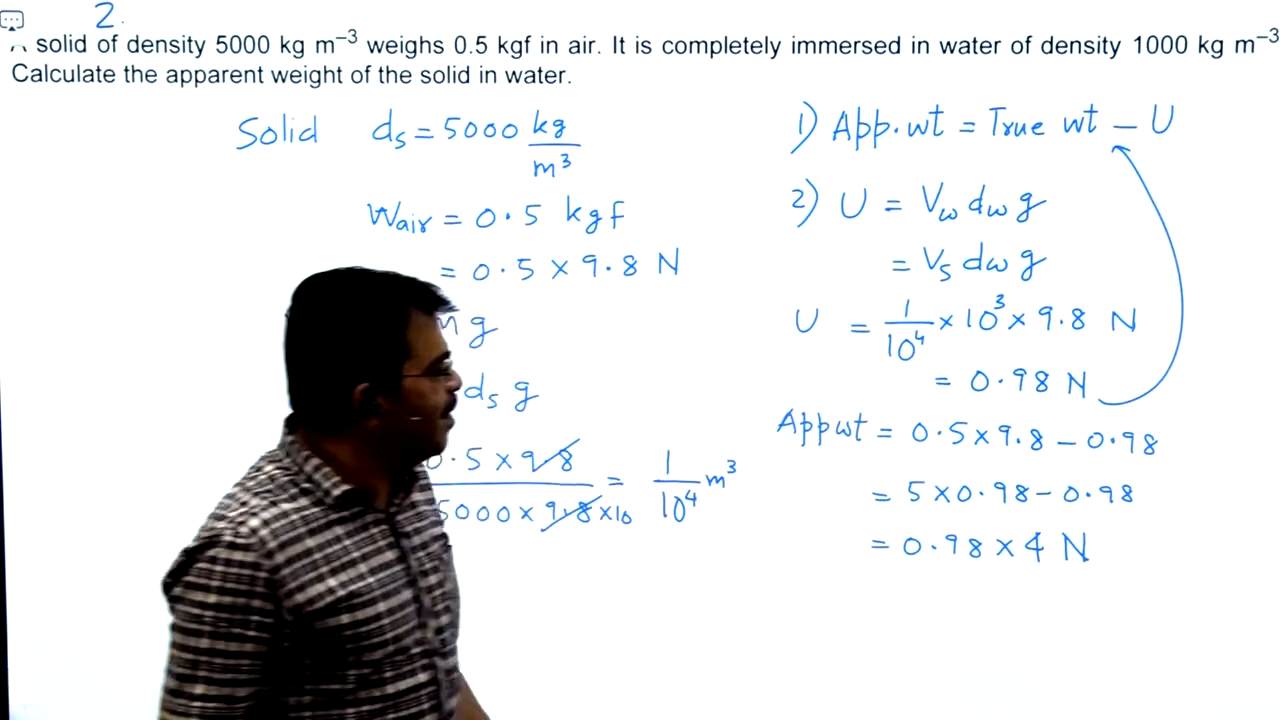 2.
solid of density 5000 kg m⁻³ weighs 0.5 kgf in air. It is completely immersed in water of density 1000 kg m⁻³
Calculate the apparent weight of the solid in water.
Solid ds = 5000 kg/m³
Wair = 0.5 kgf
= 0.5 × 9.8 N
g
ds g
.5 × 9.8 / 5000 × 9.8 × 10 = 1/10⁴ m³
1) App. wt = True wt – U
2) U = Vw dw g
= Vs dw g
U = 1/10⁴ × 10³ × 9.8 N
= 0.98 N
App wt = 0.5 × 9.8 – 0.98
= 5 × 0.98 – 0.98
= 0.98 × 4 N